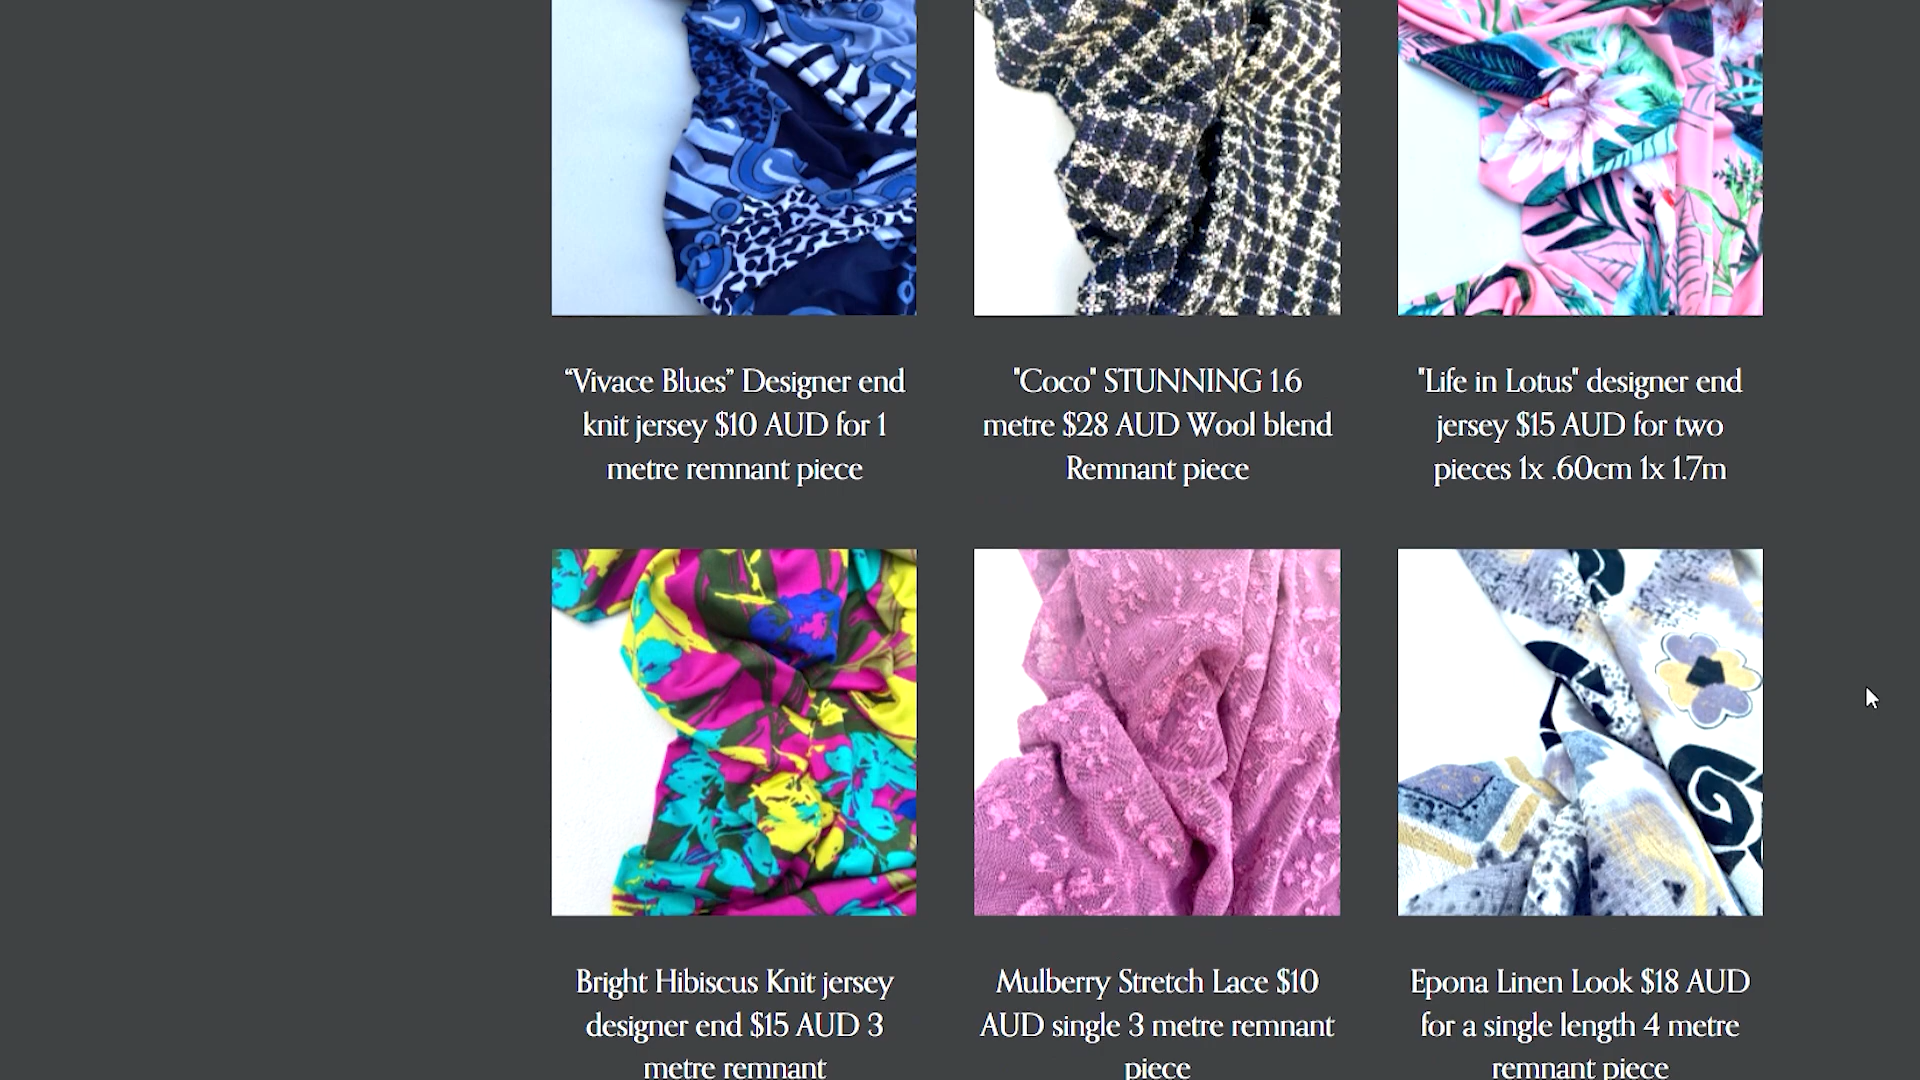 “Vivace Blues” Designer end
knit jersey $10 AUD for 1
metre remnant piece
"Coco" STUNNING 1.6
metre $28 AUD Wool blend
Remnant piece
"Life in Lotus" designer end
jersey $15 AUD for two
pieces 1x .60cm 1x 1.7m
Bright Hibiscus Knit jersey
designer end $15 AUD 3
metre remnant
Mulberry Stretch Lace $10
AUD single 3 metre remnant
piece
Epona Linen Look $18 AUD
for a single length 4 metre
remnant piece